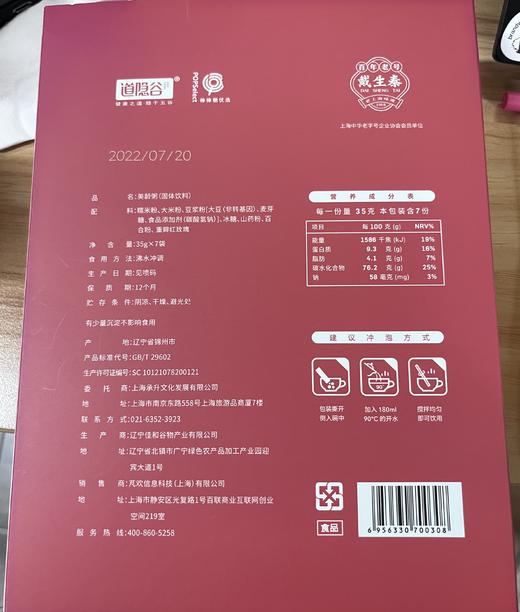 道隐谷
健康之道·隐于五谷
POPSelect
棒棒糖优选
百年老号
戴生泰
DAI SHENG TAI
上海中华老字号企业协会会员单位
2022/07/20
品名：美龄粥（固体饮料）
配料：糯米粉、大米粉、豆浆粉[大豆（非转基因）、麦芽
糖、食品添加剂（碳酸氢钠）]、冰糖、山药粉、百
合粉、重瓣红玫瑰
净含量：35g×7袋
食用方式：沸水冲调
生产日期：见喷码
保质期：12个月
贮存条件：阴凉、干燥、避光处
有少量沉淀不影响食用
产地：辽宁省锦州市
产品标准代号：GB/T 29602
生产许可证编号：SC 10121078200121
委托商：上海承升文化发展有限公司
地址：上海市南京东路558号上海旅游品商厦7楼
联系方式：021-6352-3923
生产商：辽宁佳和谷物产业有限公司
地址：辽宁省北镇市广宁绿色农产品加工产业园迎
宾大道1号
销售商：芃欢信息科技（上海）有限公司
地址：上海市静安区光复路1号百联商业互联网创业
空间219室
服务热线：400-860-5258
营养成分表
每一份量 35克 本包装含7份
项目 每 100克 (g) NRV%
能量 1586 千焦 (kJ) 19%
蛋白质 9.3 克 (g) 16%
脂肪 4.1 克 (g) 7%
碳水化合物 76.2 克 (g) 25%
钠 58 毫克 (mg) 3%
建议冲泡方式
90°
包装撕开
倒入碗中
加入 180ml
90°C 的开水
搅拌均匀
即可饮用
食品
6 956330 700308